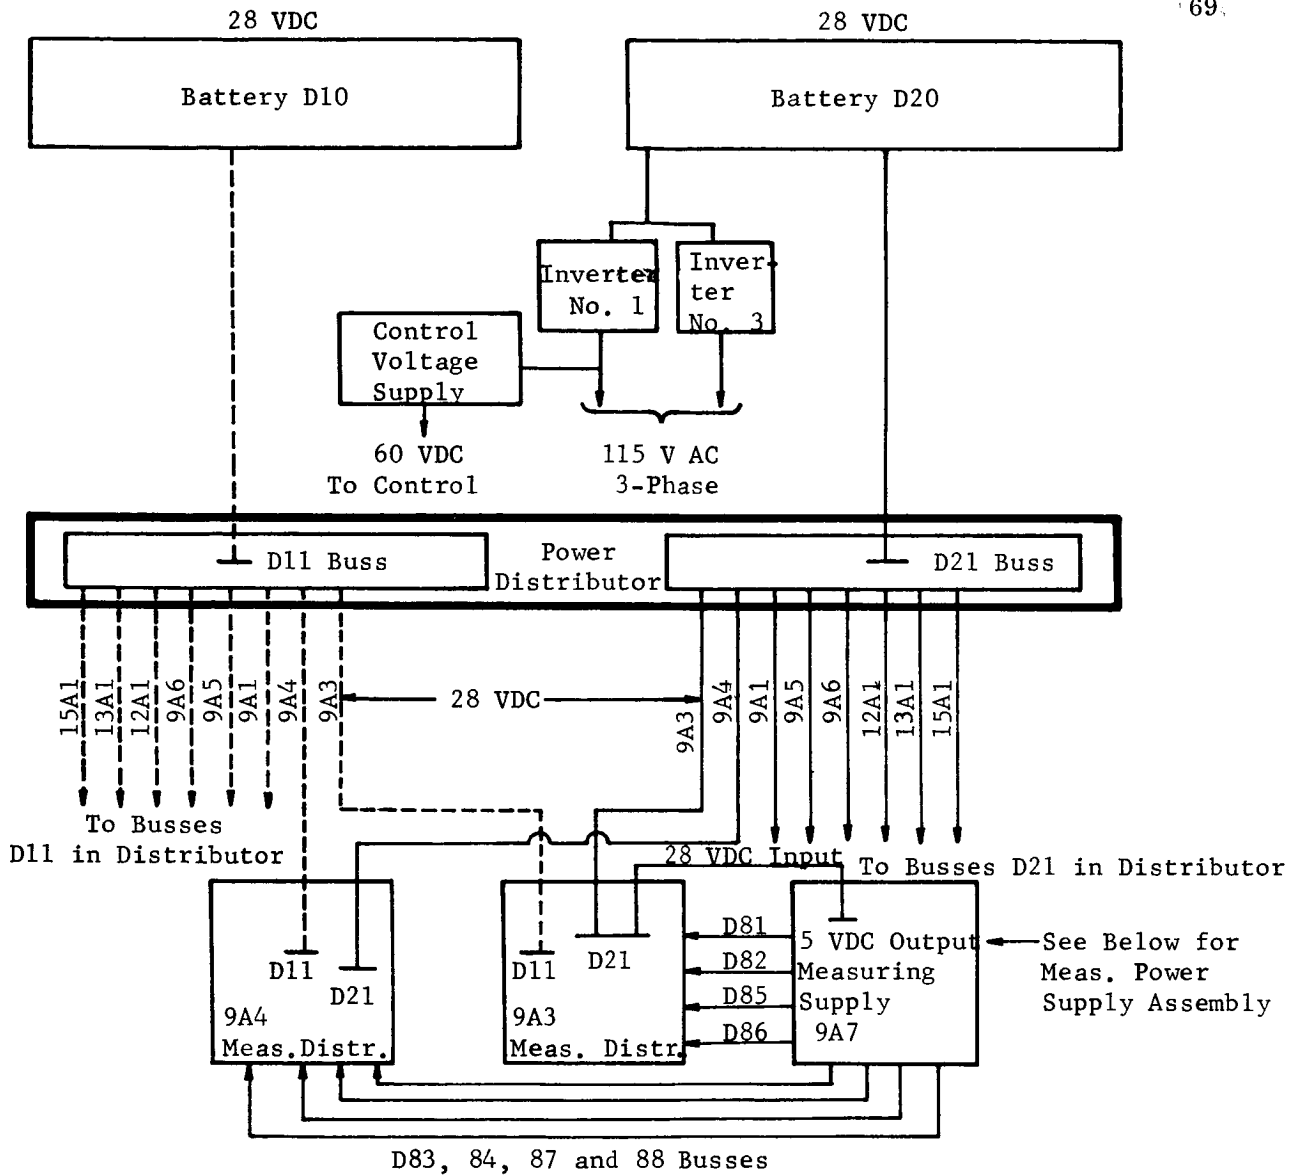 69
28 VDC
28 VDC
Battery D10
Battery D20
Inverter
No. 1
Inver-
ter
No. 3
Control
Voltage
Supply
60 VDC
To Control
115 V AC
3-Phase
D11 Buss
Power
Distributor
D21 Buss
15A1
13A1
12A1
9A6
9A5
9A1
9A4
9A3
28 VDC
9A3
9A4
9A1
9A5
9A6
12A1
13A1
15A1
To Busses
D11 in Distributor
28 VDC Input
To Busses D21 in Distributor
D11
D21
9A4
Meas.Distr.
D11
D21
9A3
Meas. Distr.
D81
D82
D85
D86
5 VDC Output
Measuring
Supply
9A7
See Below for
Meas. Power
Supply Assembly
D83, 84, 87 and 88 Busses